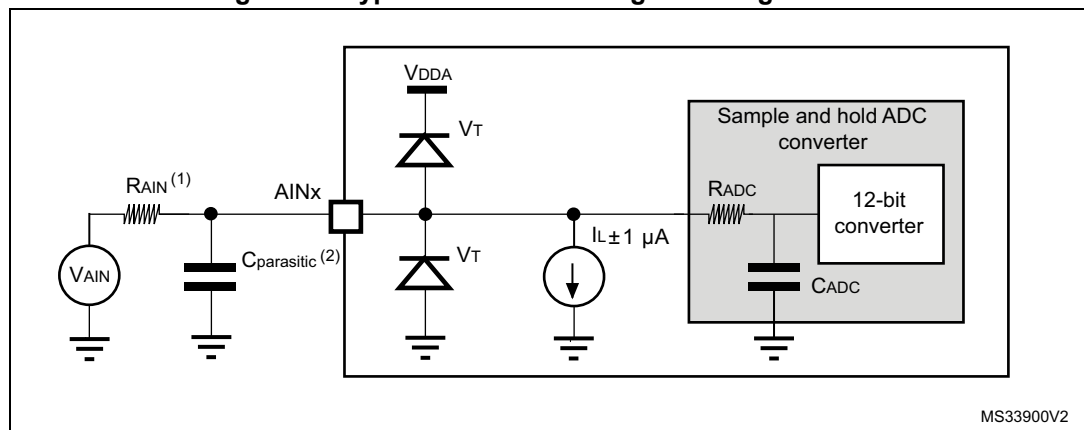 VDDA
Sample and hold ADC
converter
VT
RAIN (1)
AINx
RADC
12-bit
converter
IL±1 µA
VT
Cparasitic (2)
VAIN
CADC
MS33900V2